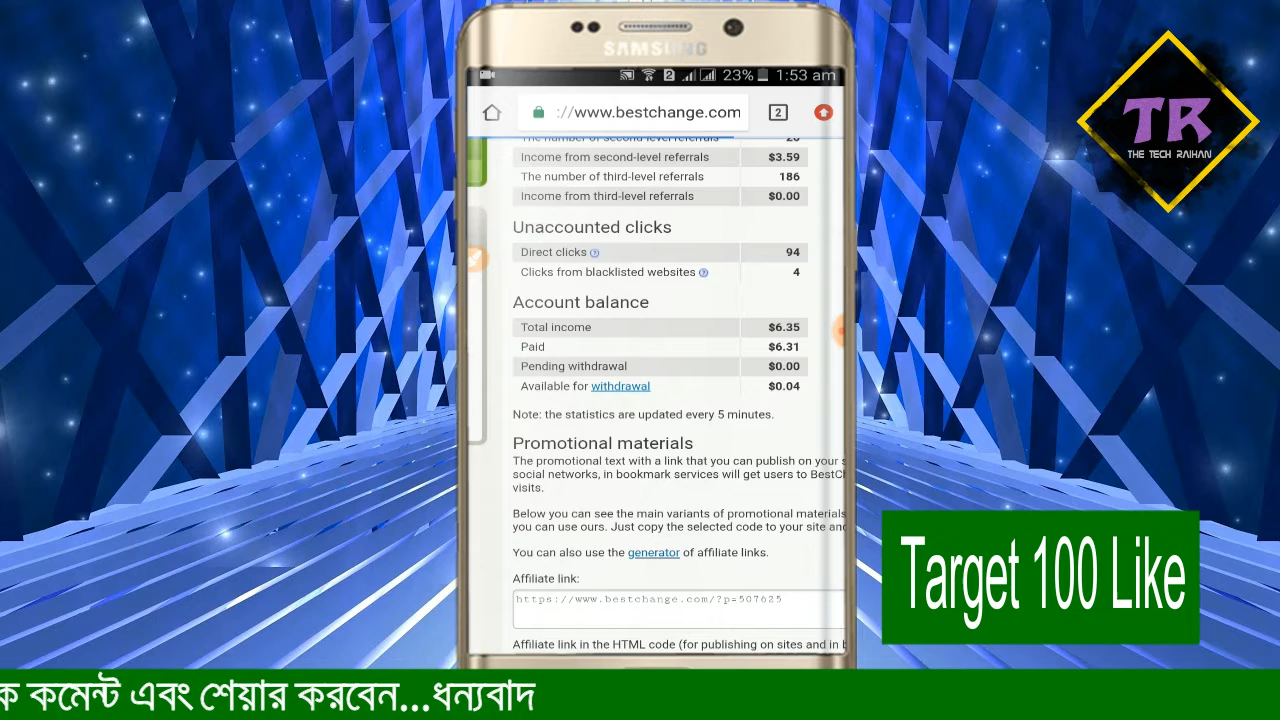 SAMSUNG
2 23% 1:53 am
://www.bestchange.com 2
TR
THE TECH RAIHAN
The number of second-level referrals
Income from second-level referrals $3.59
The number of third-level referrals 186
Income from third-level referrals $0.00
Unaccounted clicks
Direct clicks ? 94
Clicks from blacklisted websites ? 4
Account balance
Total income $6.35
Paid $6.31
Pending withdrawal $0.00
Available for withdrawal $0.04
Note: the statistics are updated every 5 minutes.
Promotional materials
The promotional text with a link that you can publish on your s
social networks, in bookmark services will get users to BestCh
visits.
Below you can see the main variants of promotional materials
you can use ours. Just copy the selected code to your site and
You can also use the generator of affiliate links.
Affiliate link:
https://www.bestchange.com/?p=507625
Affiliate link in the HTML code (for publishing on sites and in b
Target 100 Like
ক কমেন্ট এবং শেয়ার করবেন...ধন্যবাদ